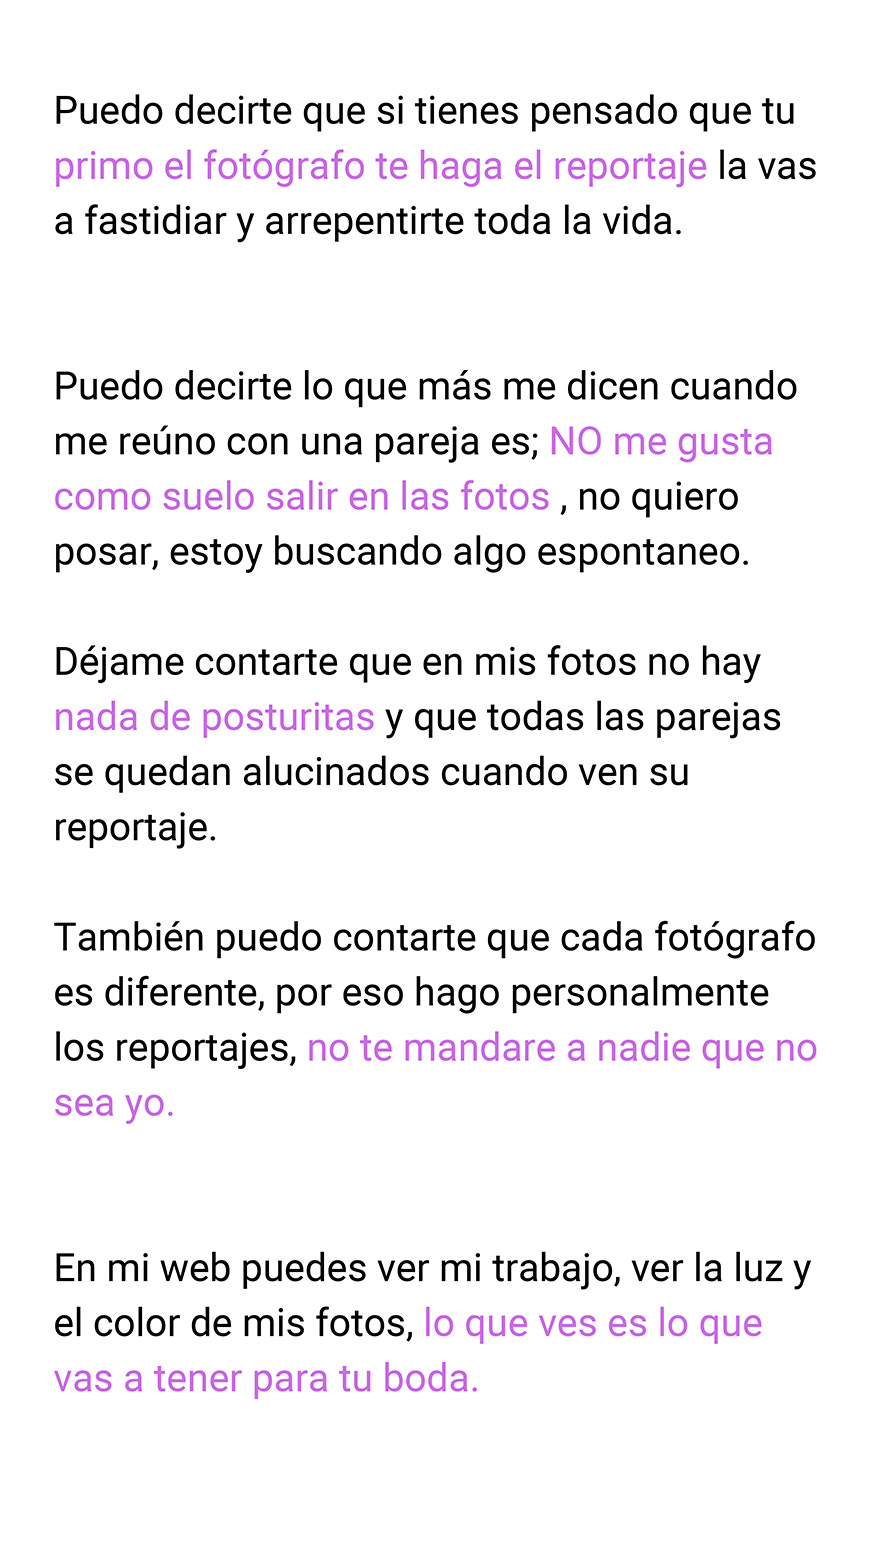 Puedo decirte que si tienes pensado que tu
primo el fotógrafo te haga el reportaje la vas
a fastidiar y arrepentirte toda la vida.
Puedo decirte lo que más me dicen cuando
me reúno con una pareja es; NO me gusta
como suelo salir en las fotos , no quiero
posar, estoy buscando algo espontaneo.
Déjame contarte que en mis fotos no hay
nada de posturitas y que todas las parejas
se quedan alucinados cuando ven su
reportaje.
También puedo contarte que cada fotógrafo
es diferente, por eso hago personalmente
los reportajes, no te mandare a nadie que no
sea yo.
En mi web puedes ver mi trabajo, ver la luz y
el color de mis fotos, lo que ves es lo que
vas a tener para tu boda.